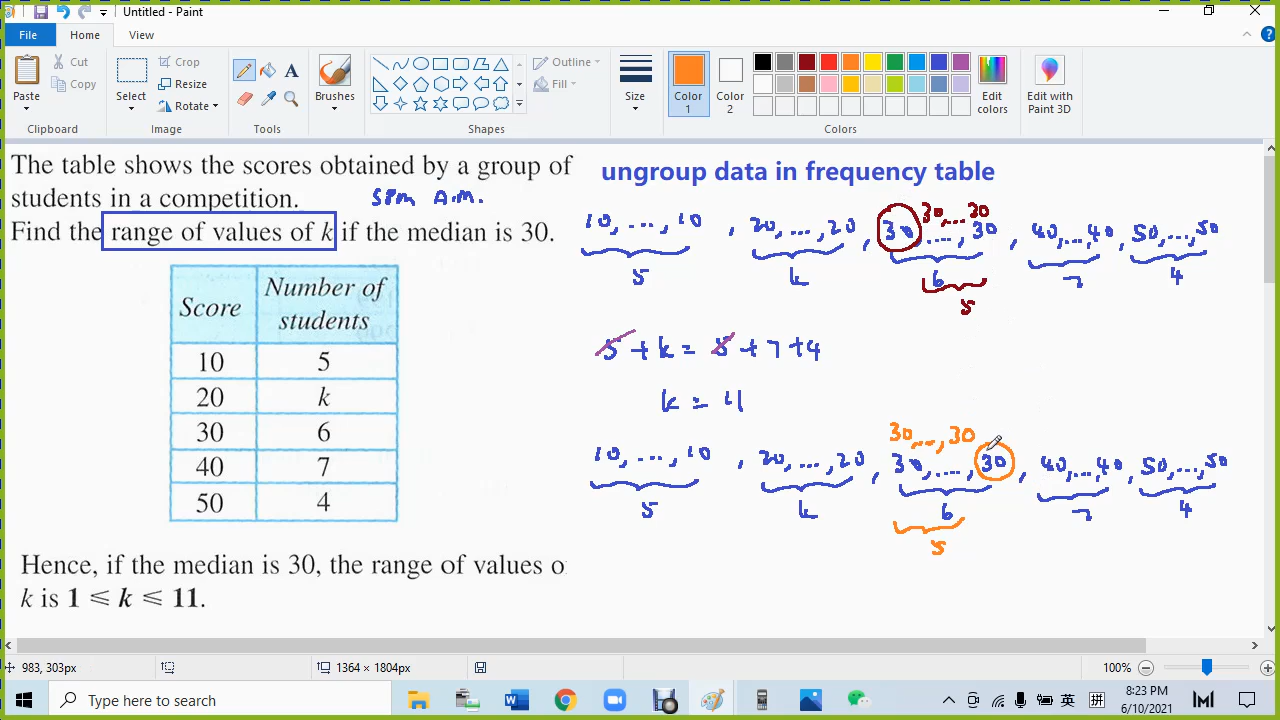 Untitled - Paint
File
Home
View
Paste
Cut
Copy
Clipboard
Select
Crop
Resize
Rotate
Image
A
Tools
Brushes
Outline
Fill
Shapes
Size
Color 1
Color 2
Edit colors
Edit with Paint 3D
Colors
The table shows the scores obtained by a group of
students in a competition.
SPM A.M.
Find the range of values of k if the median is 30.
Score
Number of students
10 5
20 k
30 6
40 7
50 4
Hence, if the median is 30, the range of values o
k is 1 ⩽ k ⩽ 11.
ungroup data in frequency table
30,...30
10, ...,10 , 20, ...,20 , 30 ...., 30 , 40,...,40 , 50, ...,50
5 k 6 7 4
5
5 + k = 5 + 7 + 4
k = 11
30,...,30
10, ...,10 , 20, ...,20 , 30, ...., 30 , 40,...40 , 50, ...,50
5 k 6 7 4
5
983, 303px
1364 × 1804px
100%
Type here to search
英
拼
8:23 PM
6/10/2021